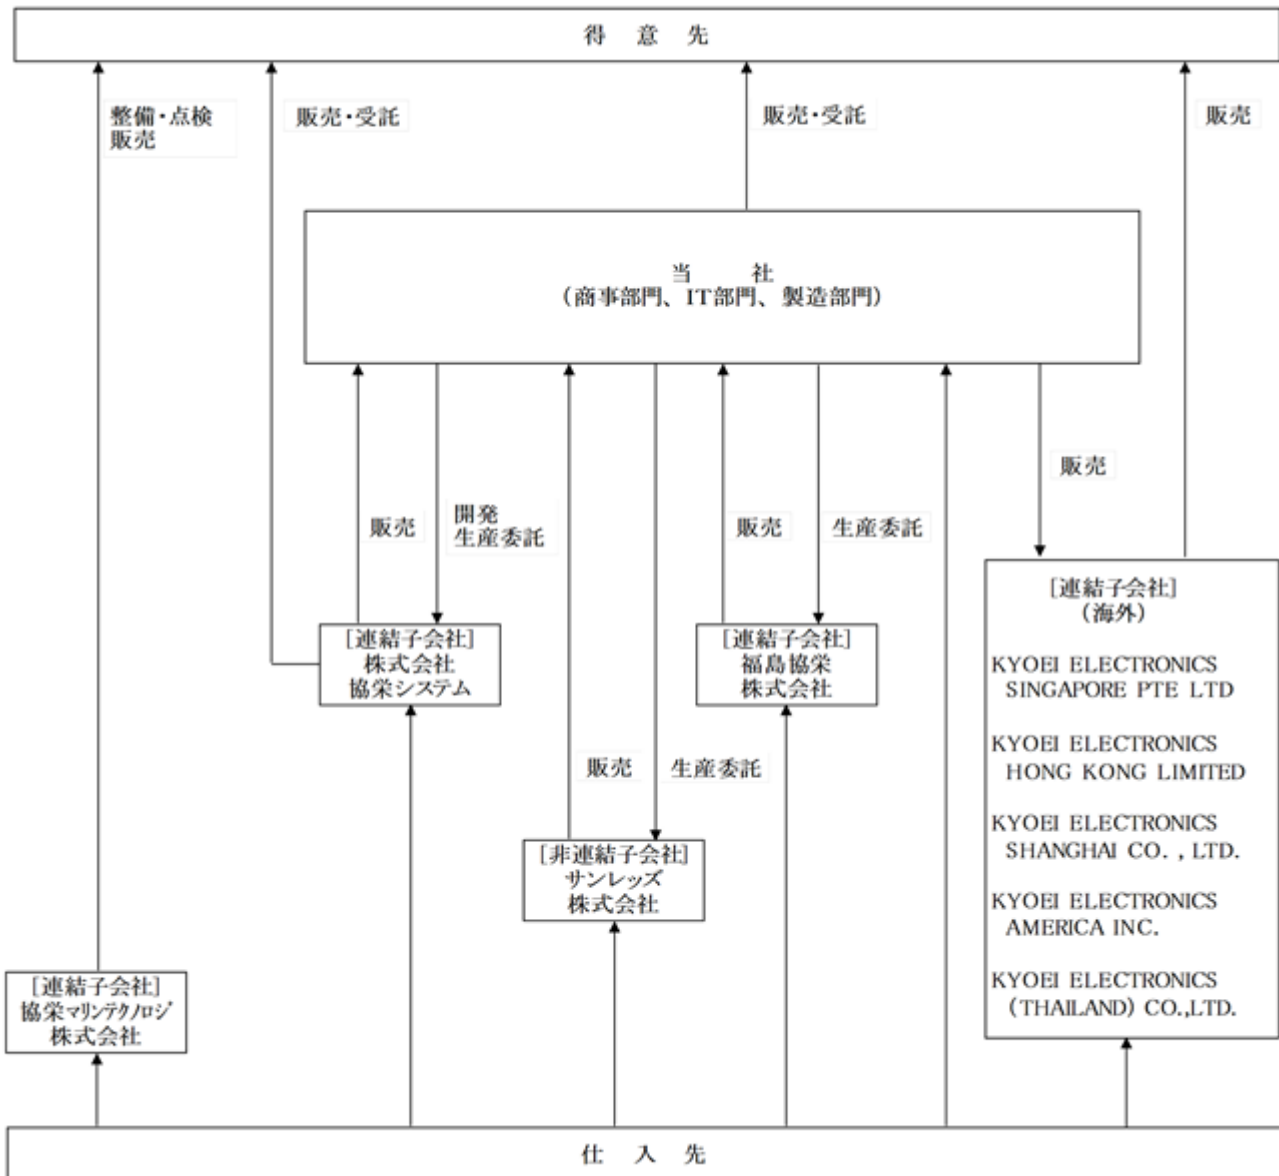 得 意 先
整備・点検
販売
販売・受託
販売・受託
販売
当 社
(商事部門、IT部門、製造部門)
販売
販売
開発
生産委託
販売
生産委託
[連結子会社]
株式会社
協栄システム
[連結子会社]
福島協栄
株式会社
[連結子会社]
(海外)
KYOEI ELECTRONICS
SINGAPORE PTE LTD
KYOEI ELECTRONICS
HONG KONG LIMITED
KYOEI ELECTRONICS
SHANGHAI CO. , LTD.
KYOEI ELECTRONICS
AMERICA INC.
KYOEI ELECTRONICS
(THAILAND) CO.,LTD.
販売
生産委託
[非連結子会社]
サンレッズ
株式会社
[連結子会社]
協栄マリンテクノロジ
株式会社
仕 入 先